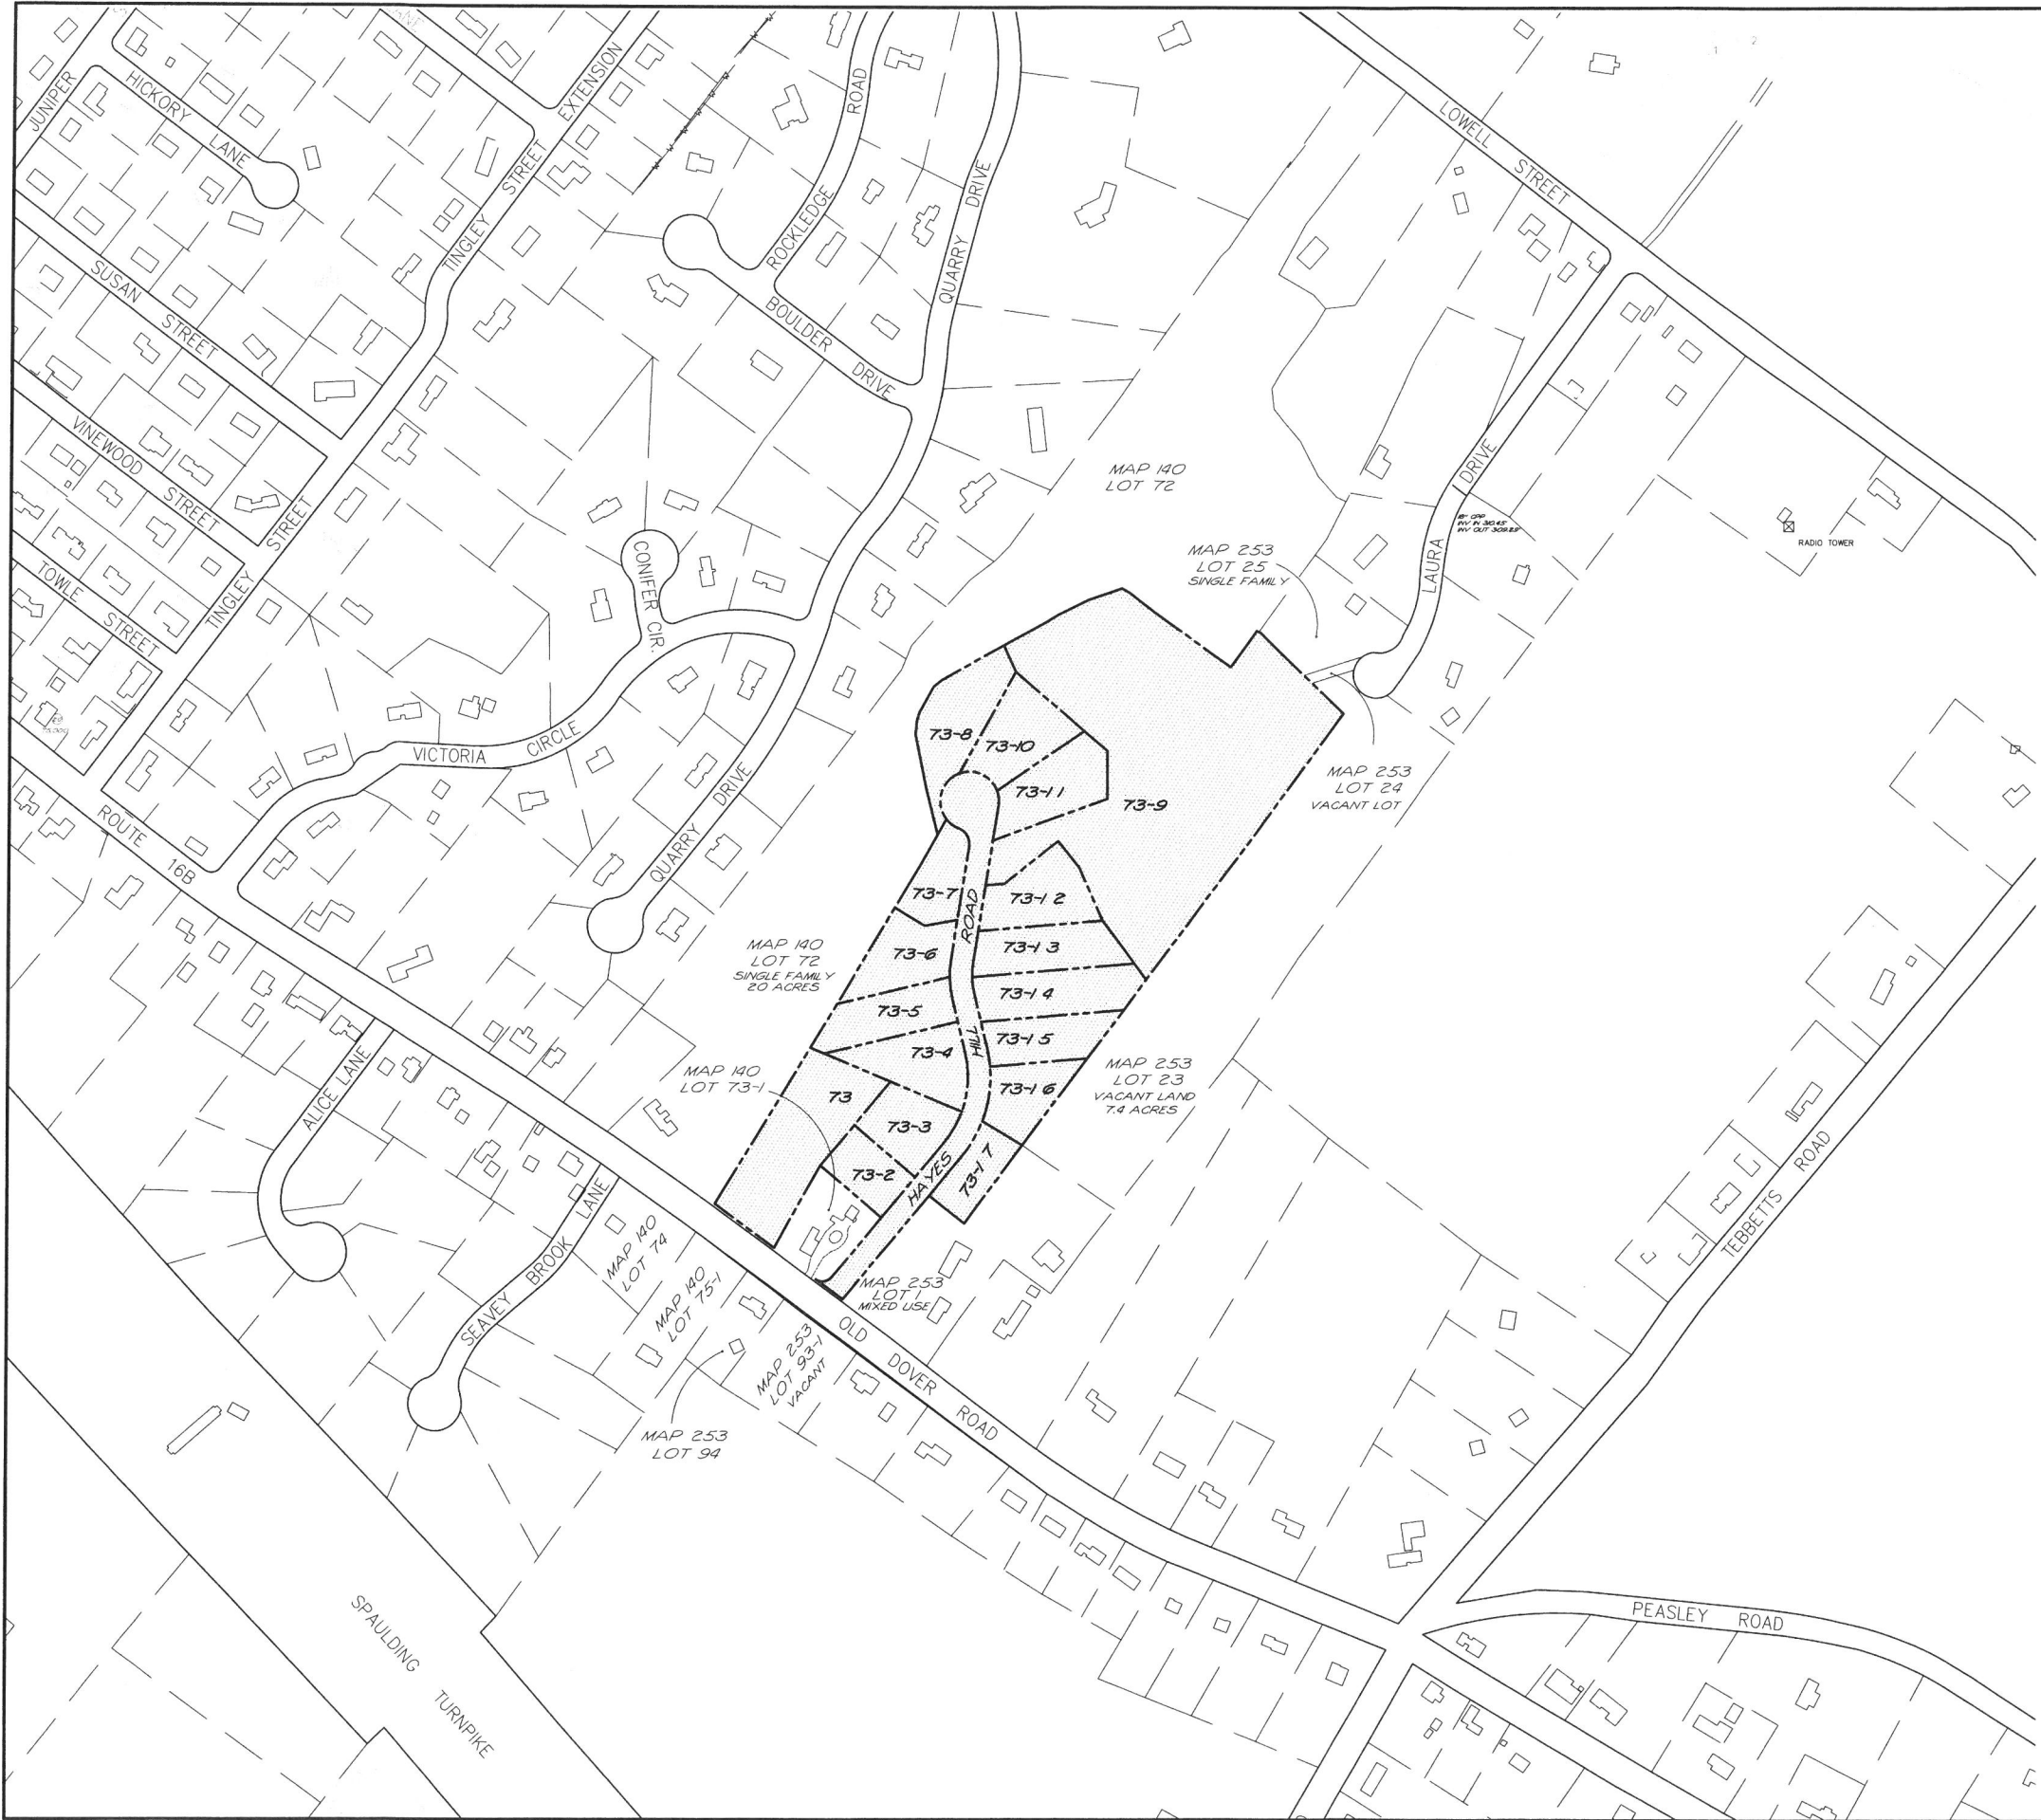 JUNIPER
HICKORY LANE
TINGLEY STREET EXTENSION
ROCKLEDGE ROAD
QUARRY DRIVE
LOWELL STREET
SUSAN STREET
BOULDER DRIVE
VINEWOOD STREET
TOWLE STREET
TINGLEY STREET
CONIFER CIR.
VICTORIA CIRCLE
QUARRY DRIVE
ROUTE 16B
LAURA DRIVE
INV OUT 309.89'
RADIO TOWER
MAP 140
LOT 72
MAP 253
LOT 25
SINGLE FAMILY
MAP 253
LOT 24
VACANT LOT
73-8
73-10
73-11
73-9
73-7
73-12
73-6
73-13
73-5
73-14
73-4
73-15
73
73-16
73-3
73-2
73-17
HAYES HILL ROAD
MAP 140
LOT 72
SINGLE FAMILY
20 ACRES
MAP 140
LOT 73-1
MAP 253
LOT 23
VACANT LAND
7.4 ACRES
ALICE LANE
SEAVEY BROOK LANE
MAP 140
LOT 74
MAP 140
LOT 75-1
MAP 253
LOT 93-1
VACANT
MAP 253
LOT 1
MIXED USE
MAP 253
LOT 94
OLD DOVER ROAD
TEBBETTS ROAD
PEASLEY ROAD
SPAULDING TURNPIKE